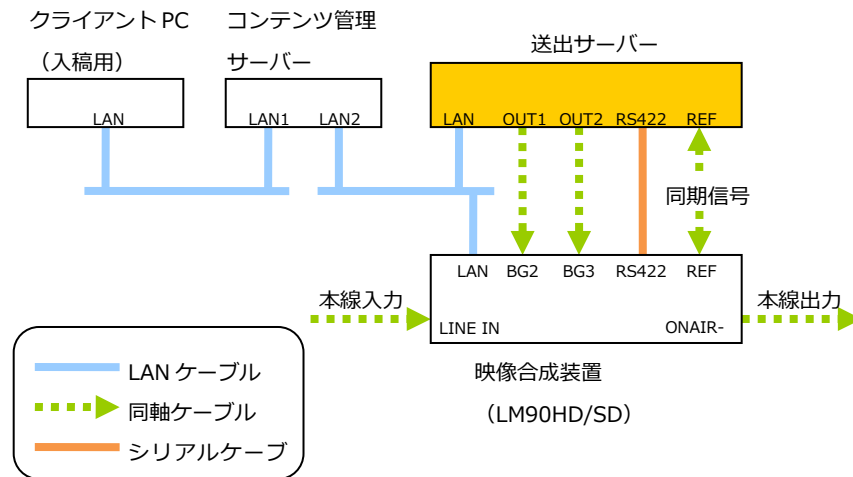 クライアント PC
(入稿用)
コンテンツ管理
サーバー
送出サーバー
LAN
LAN1 LAN2
LAN OUT1 OUT2 RS422 REF
同期信号
LAN BG2 BG3 RS422 REF
本線入力
本線出力
LINE IN ONAIR-
映像合成装置
(LM90HD/SD)
LAN ケーブル
同軸ケーブル
シリアルケーブ